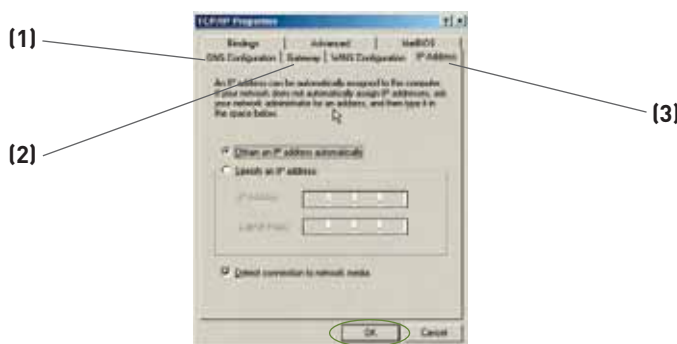 TCP/IP Properties
Bindings Advanced NetBIOS
DNS Configuration Gateway WINS Configuration IP Address
(1)
(2)
(3)
An IP address can be automatically assigned to this computer.
If your network does not automatically assign IP addresses, ask
your network administrator for an address, and then type it in
the space below.
Obtain an IP address automatically
Specify an IP address:
IP Address:
Subnet Mask:
Detect connection to network media
OK Cancel